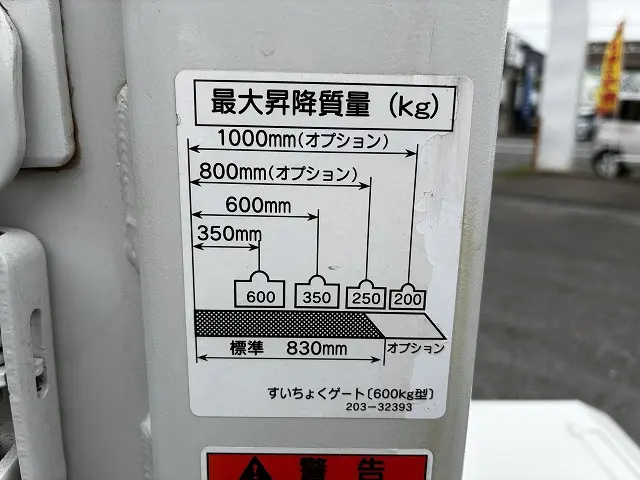 最大昇降質量 (kg)
1000mm(オプション)
800mm(オプション)
600mm
350mm
600 350 250 200
標準 830mm オプション
すいちょくゲート〔600kg型〕
203-32393
警告